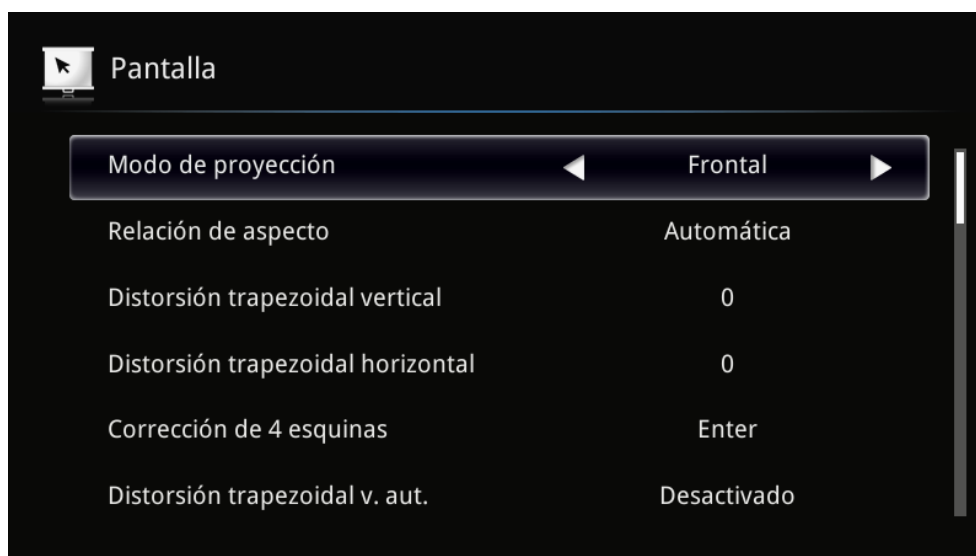 Pantalla
Modo de proyección Frontal
Relación de aspecto Automática
Distorsión trapezoidal vertical 0
Distorsión trapezoidal horizontal 0
Corrección de 4 esquinas Enter
Distorsión trapezoidal v. aut. Desactivado